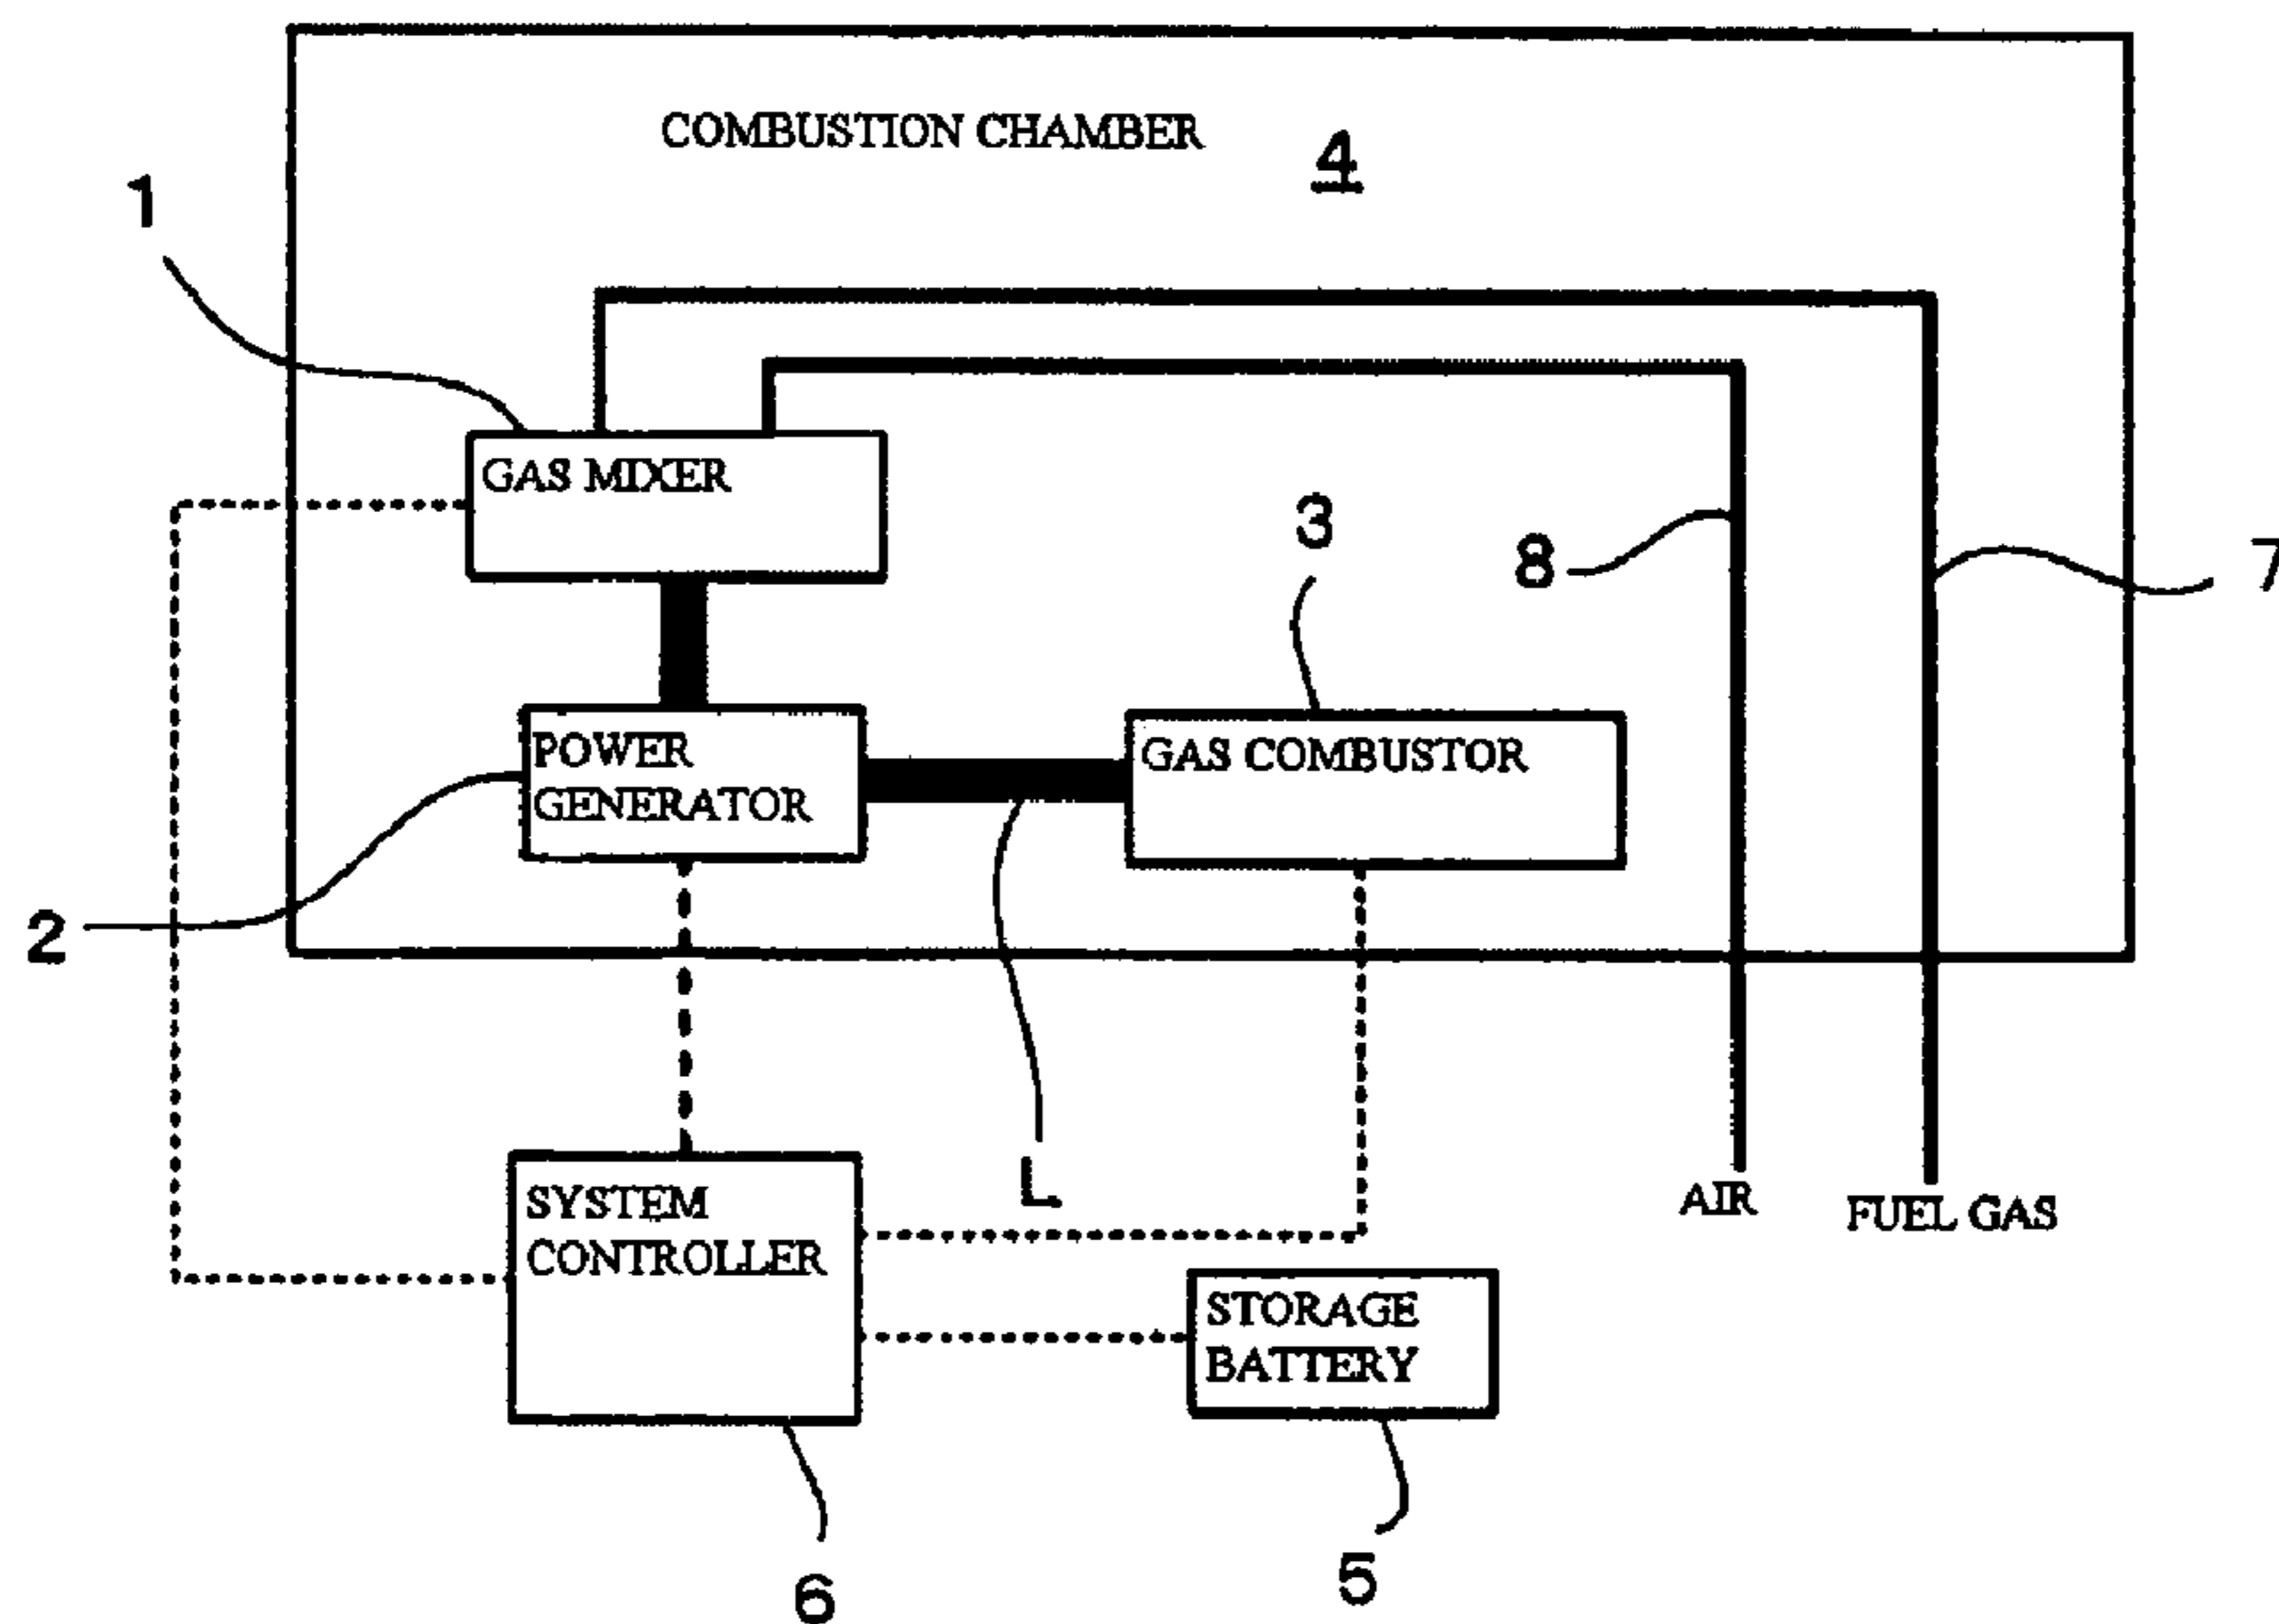 COMBUSTION CHAMBER
4
1
GAS MIXER
3
8
7
POWER
GENERATOR
GAS COMBUSTOR
2
L
SYSTEM
CONTROLLER
AIR
FUEL GAS
STORAGE
BATTERY
6
5